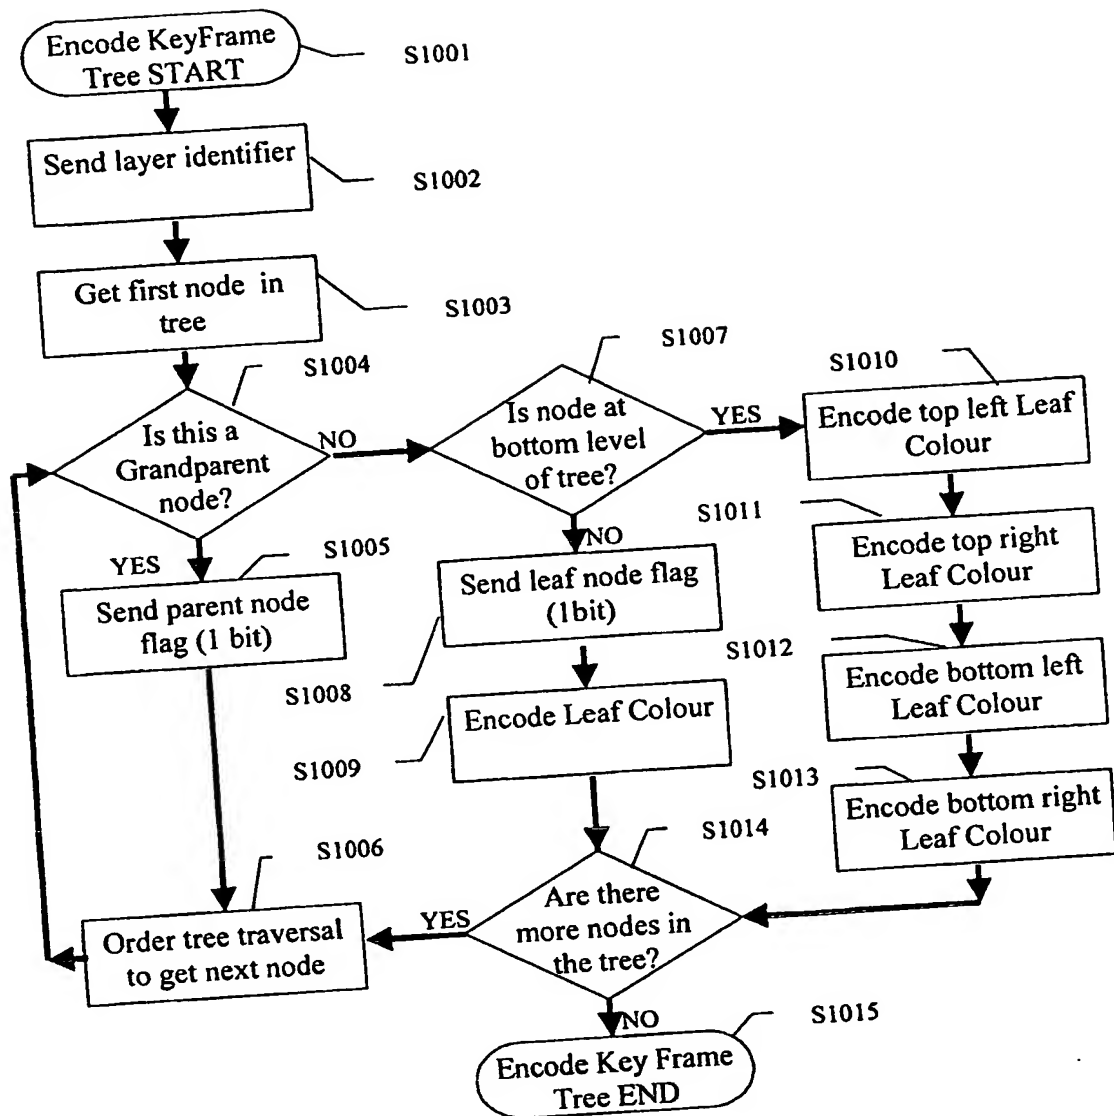 Encode KeyFrame
Tree START
S1001
Send layer identifier
S1002
Get first node in
tree
S1003
S1004
Is this a
Grandparent
node?
NO
YES
S1005
Send parent node
flag (1 bit)
S1006
Order tree traversal
to get next node
S1007
Is node at
bottom level
of tree?
YES
NO
Send leaf node flag
(1bit)
S1008
Encode Leaf Colour
S1009
S1010
Encode top left Leaf
Colour
S1011
Encode top right
Leaf Colour
S1012
Encode bottom left
Leaf Colour
S1013
Encode bottom right
Leaf Colour
S1014
Are there
more nodes in
the tree?
YES
NO
S1015
Encode Key Frame
Tree END